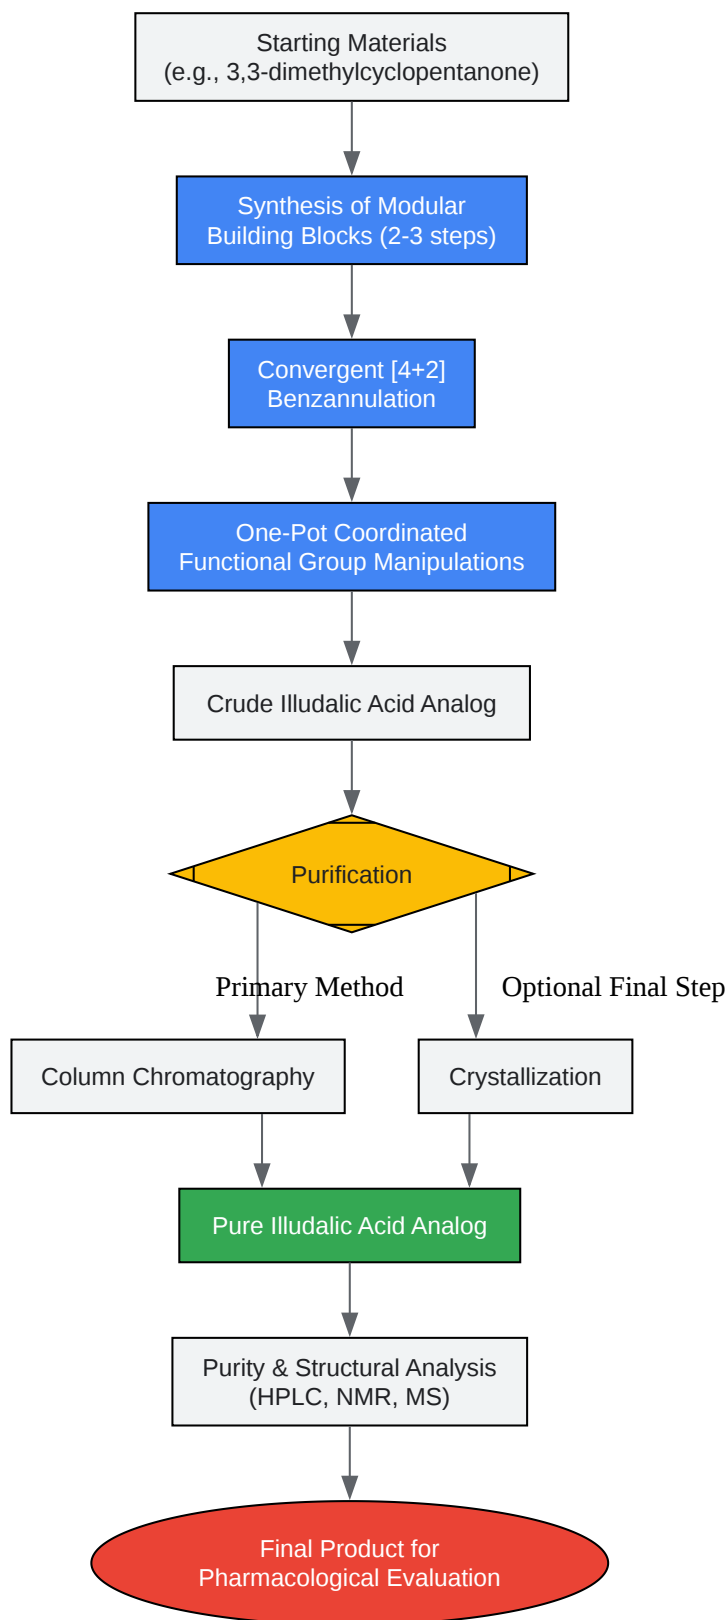 Starting Materials
(e.g., 3,3-dimethylcyclopentanone)
Synthesis of Modular
Building Blocks (2-3 steps)
Convergent [4+2]
Benzannulation
One-Pot Coordinated
Functional Group Manipulations
Crude Illudalic Acid Analog
Purification
Primary Method
Optional Final Step
Column Chromatography
Crystallization
Pure Illudalic Acid Analog
Purity & Structural Analysis
(HPLC, NMR, MS)
Final Product for
Pharmacological Evaluation